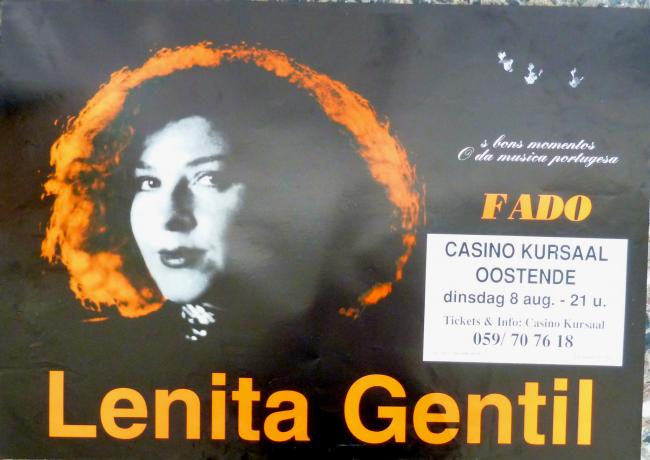 s bons momentos
O da musica portugesa
FADO
CASINO KURSAAL
OOSTENDE
dinsdag 8 aug. - 21 u.
Tickets & Info: Casino Kursaal
059/ 70 76 18
Lenita Gentil